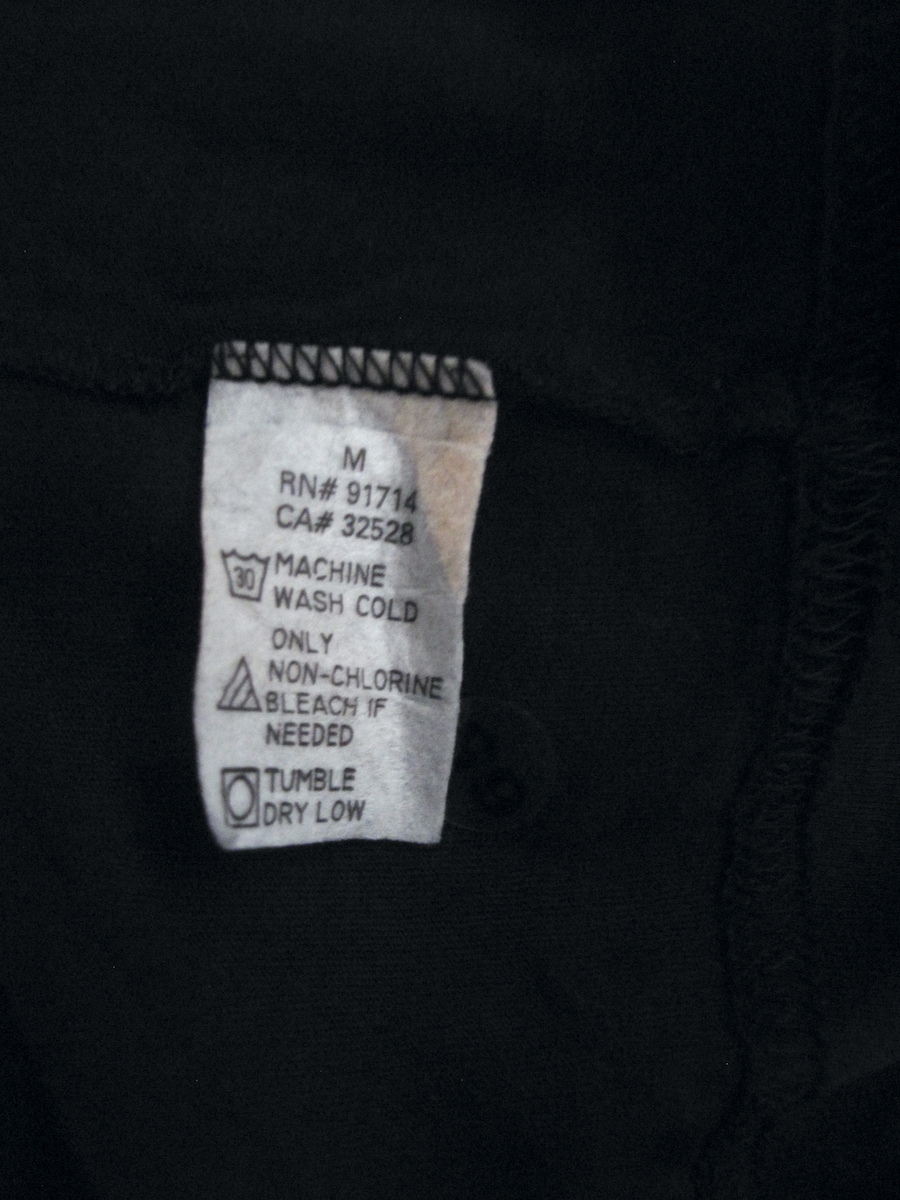 M
RN# 91714
CA# 32528
30 MACHINE
WASH COLD
ONLY
NON-CHLORINE
BLEACH IF
NEEDED
TUMBLE
DRY LOW